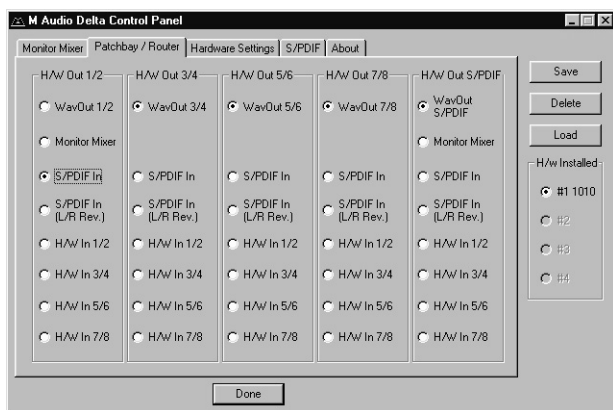 M Audio Delta Control Panel
Monitor Mixer Patchbay / Router Hardware Settings S/PDIF About
H/W Out 1/2
WavOut 1/2
Monitor Mixer
S/PDIF In
S/PDIF In
(L/R Rev.)
H/W In 1/2
H/W In 3/4
H/W In 5/6
H/W In 7/8
H/W Out 3/4
WavOut 3/4
S/PDIF In
S/PDIF In
(L/R Rev.)
H/W In 1/2
H/W In 3/4
H/W In 5/6
H/W In 7/8
H/W Out 5/6
WavOut 5/6
S/PDIF In
S/PDIF In
(L/R Rev.)
H/W In 1/2
H/W In 3/4
H/W In 5/6
H/W In 7/8
H/W Out 7/8
WavOut 7/8
S/PDIF In
S/PDIF In
(L/R Rev.)
H/W In 1/2
H/W In 3/4
H/W In 5/6
H/W In 7/8
H/W Out S/PDIF
WavOut
S/PDIF
Monitor Mixer
S/PDIF In
S/PDIF In
(L/R Rev.)
H/W In 1/2
H/W In 3/4
H/W In 5/6
H/W In 7/8
Save
Delete
Load
H/w Installed
#1 1010
#2
#3
#4
Done